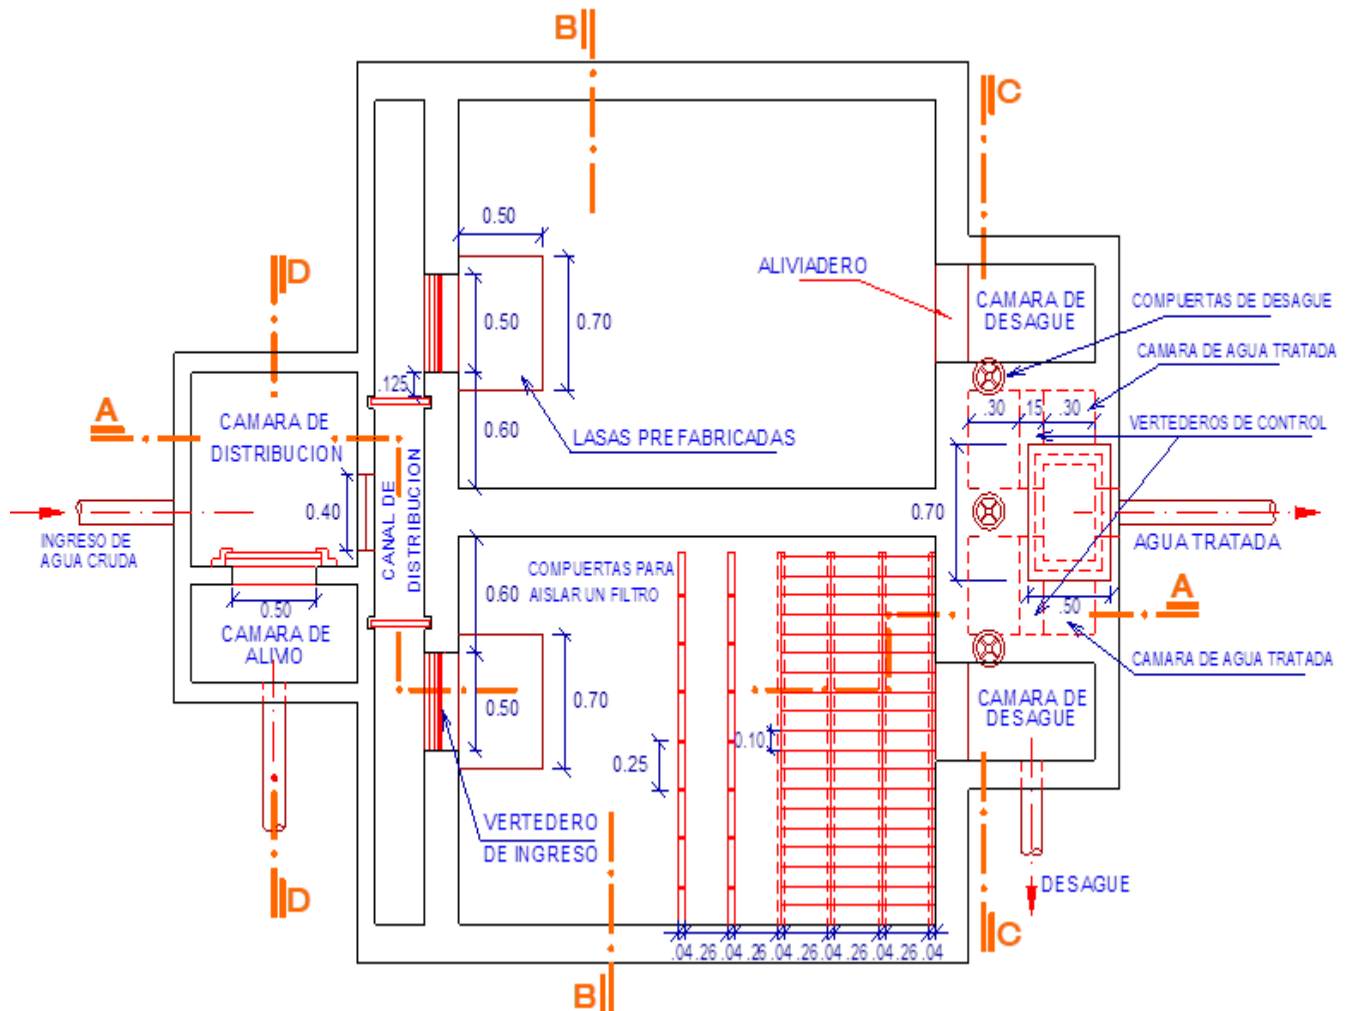 B
C
0.50
D
ALIVIADERO
CAMARA DE
DESAGUE
COMPUERTAS DE DESAGUE
0.50
0.70
CAMARA DE AGUA TRATADA
.125
A
CAMARA DE
DISTRIBUCION
.30
.15
.30
VERTEDEROS DE CONTROL
0.60
LASAS PREFABRICADAS
CANAL DE
DISTRIBUCION
0.40
0.70
INGRESO DE
AGUA CRUDA
AGUA TRATADA
COMPUERTAS PARA
AISLAR UN FILTRO
0.60
0.50
.50
A
CAMARA DE
ALIVIO
CAMARA DE AGUA TRATADA
0.50
0.70
CAMARA DE
DESAGUE
0.10
0.25
VERTEDERO
DE INGRESO
D
DESAGUE
C
.04 .26 .04 .26 .04 .26 .04 .26 .04 .26 .04
B